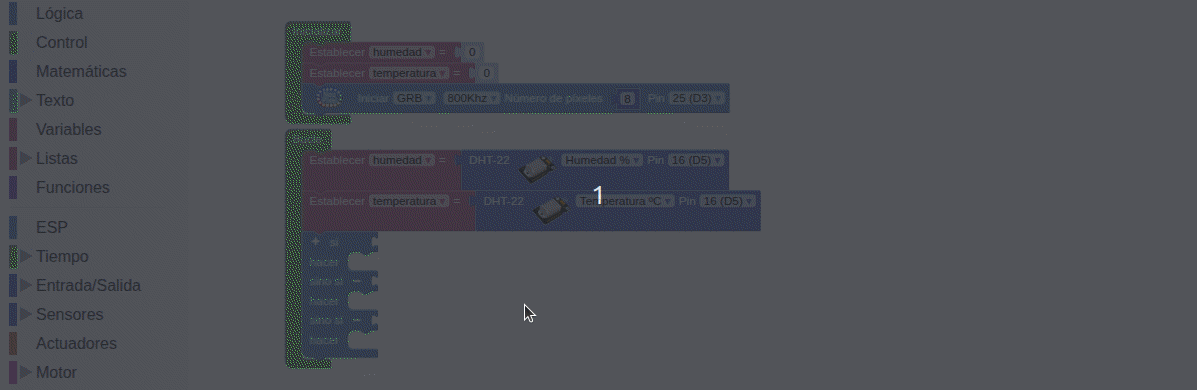 Lógica
Control
Matemáticas
Texto
Variables
Listas
Funciones
ESP
Tiempo
Entrada/Salida
Sensores
Actuadores
Motor
Establecer humedad = 0
Establecer temperatura = 0
Iniciar GRB 800Khz Número de píxeles 8 Pin 25 (D3)
Establecer humedad = DHT-22 Humedad % Pin 16 (D5)
1
Establecer temperatura = DHT-22 Temperatura ºC Pin 16 (D5)
si
hacer
sino si
hacer
sino si
hacer